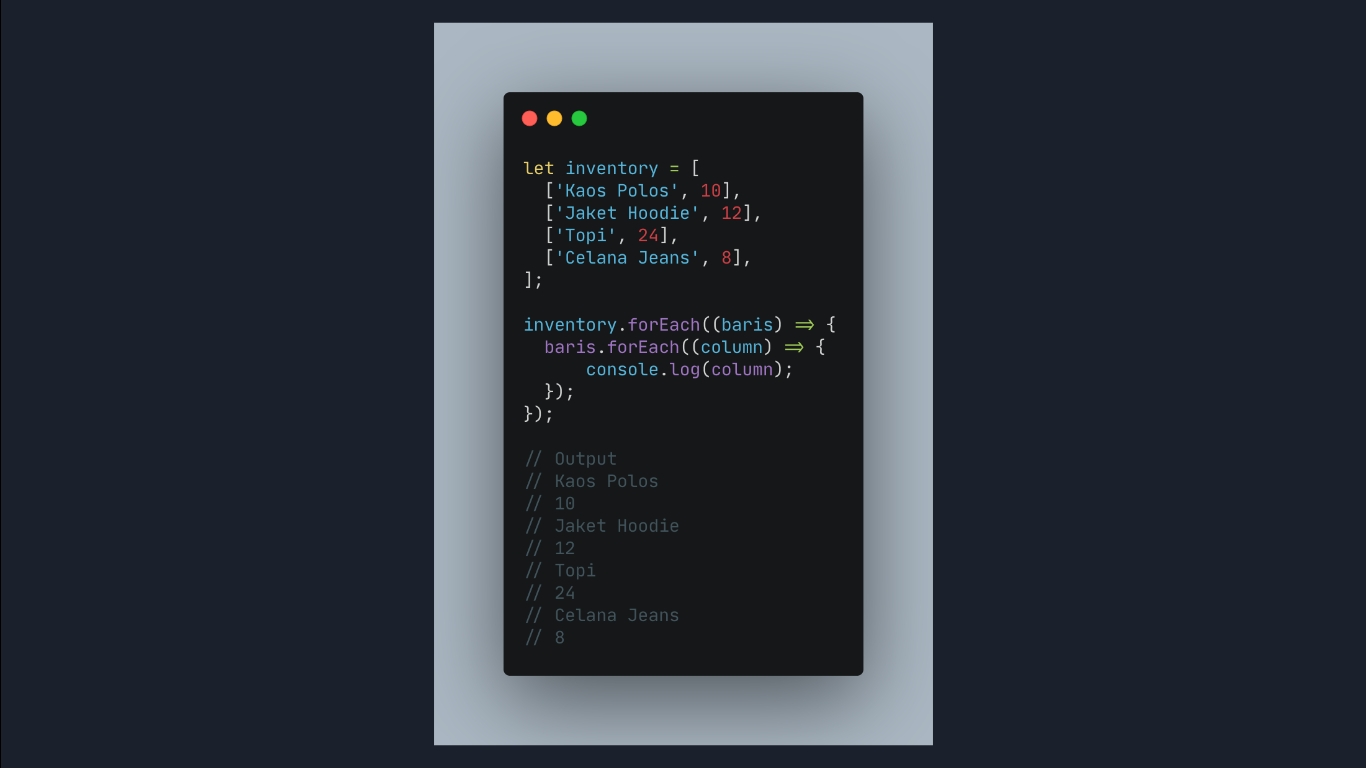 let inventory = [
  ['Kaos Polos', 10],
  ['Jaket Hoodie', 12],
  ['Topi', 24],
  ['Celana Jeans', 8],
];

inventory.forEach((baris) => {
  baris.forEach((column) => {
      console.log(column);
  });
});

// Output
// Kaos Polos
// 10
// Jaket Hoodie
// 12
// Topi
// 24
// Celana Jeans
// 8